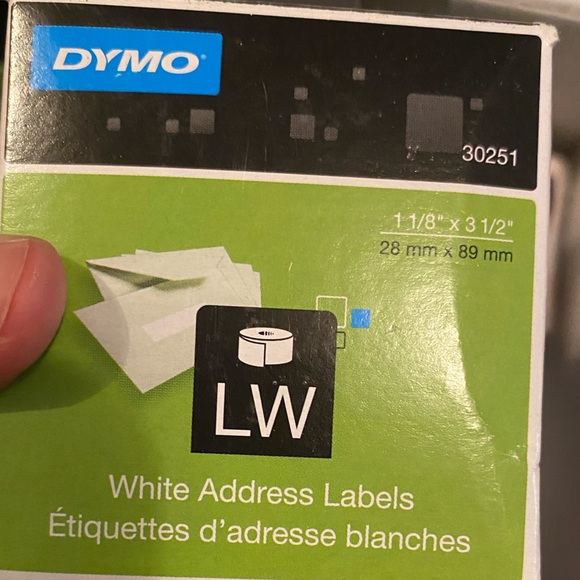 DYMO
30251
1 1/8" x 3 1/2"
28 mm x 89 mm
LW
White Address Labels
Étiquettes d'adresse blanches